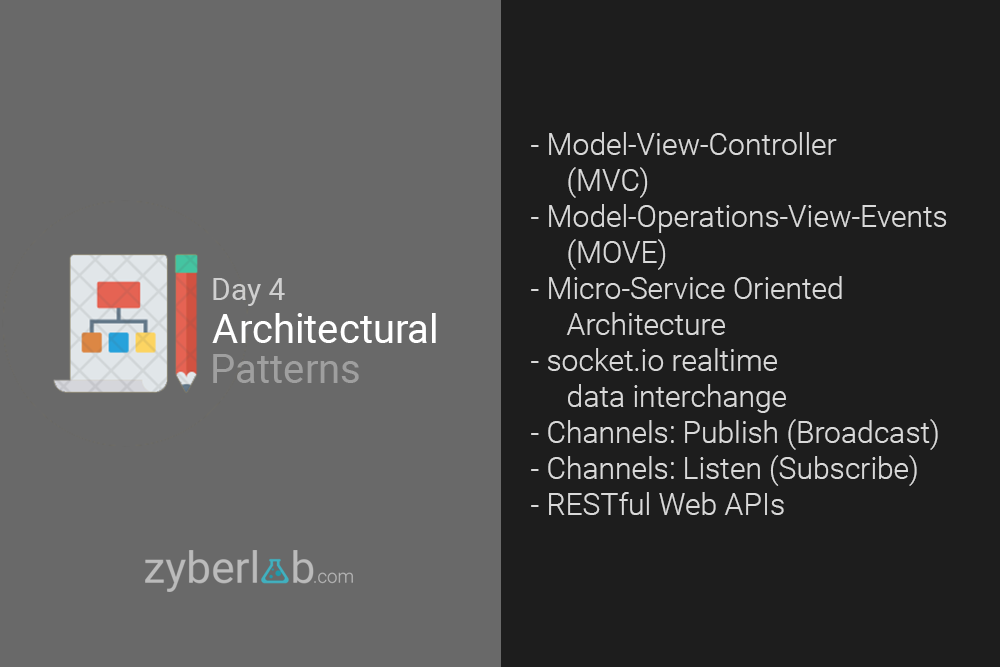 Day 4
Architectural
Patterns
zyberlab.com
- Model-View-Controller
(MVC)
- Model-Operations-View-Events
(MOVE)
- Micro-Service Oriented
Architecture
- socket.io realtime
data interchange
- Channels: Publish (Broadcast)
- Channels: Listen (Subscribe)
- RESTful Web APIs